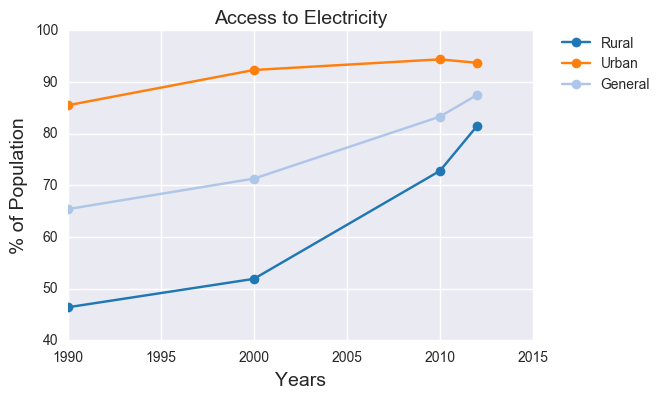 Access to Electricity
100
90
80
70
60
50
40
% of Population
1990 1995 2000 2005 2010 2015
Years
Rural
Urban
General